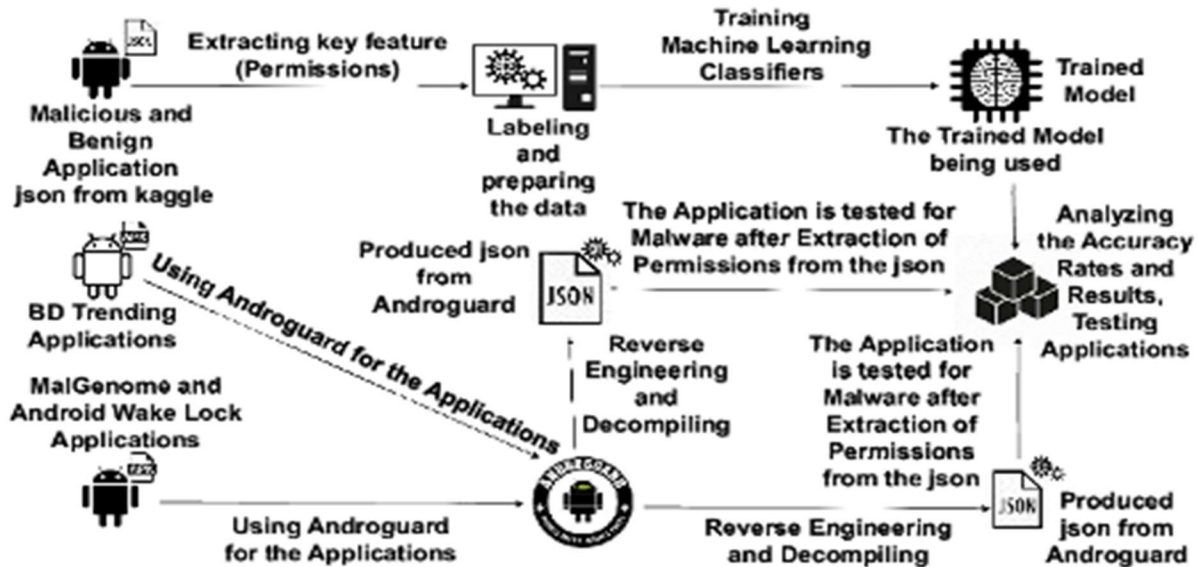 JSON
Extracting key feature
(Permissions)
Malicious and
Benign
Application
json from kaggle
Labeling
and
preparing
the data
Training
Machine Learning
Classifiers
Trained
Model
The Trained Model
being used
APK
BD Trending
Applications
Using Androguard for the Applications
Produced json
from
Androguard
JSON
The Application is tested for
Malware after Extraction of
Permissions from the json
Analyzing
the Accuracy
Rates and
Results,
Testing
Applications
MalGenome and
Android Wake Lock
Applications
APK
Using Androguard
for the Applications
Reverse
Engineering
and
Decompiling
ANDROGUARD
Reverse Engineering
and Decompiling
The Application
is tested for
Malware after
Extraction of
Permissions
from the json
JSON
Produced
json from
Androguard